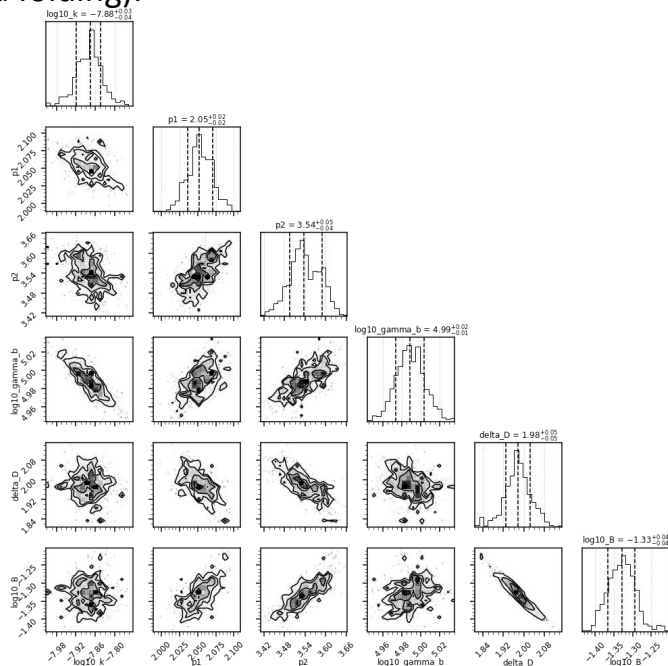 log10_k = −7.88^{+0.03}_{−0.04}
2.100
2.075
2.050
2.025
2.000
p1
p1 = 2.05^{+0.02}_{−0.02}
3.66
3.60
3.54
3.48
3.42
p2
p2 = 3.54^{+0.05}_{−0.04}
5.02
5.00
4.98
4.96
log10_gamma_b
log10_gamma_b = 4.99^{+0.02}_{−0.01}
2.08
2.00
1.92
1.84
delta_D
delta_D = 1.98^{+0.05}_{−0.05}
−1.25
−1.30
−1.35
−1.40
log10_B
log10_B = −1.33^{+0.04}_{−0.04}
−7.98 −7.92 −7.86 −7.80
2.000 2.025 2.050 2.075 2.100
3.42 3.48 3.54 3.60 3.66
4.96 4.98 5.00 5.02
1.84 1.92 2.00 2.08
−1.40 −1.35 −1.30 −1.25
log10_k p1 p2 log10_gamma_b delta_D log10_B